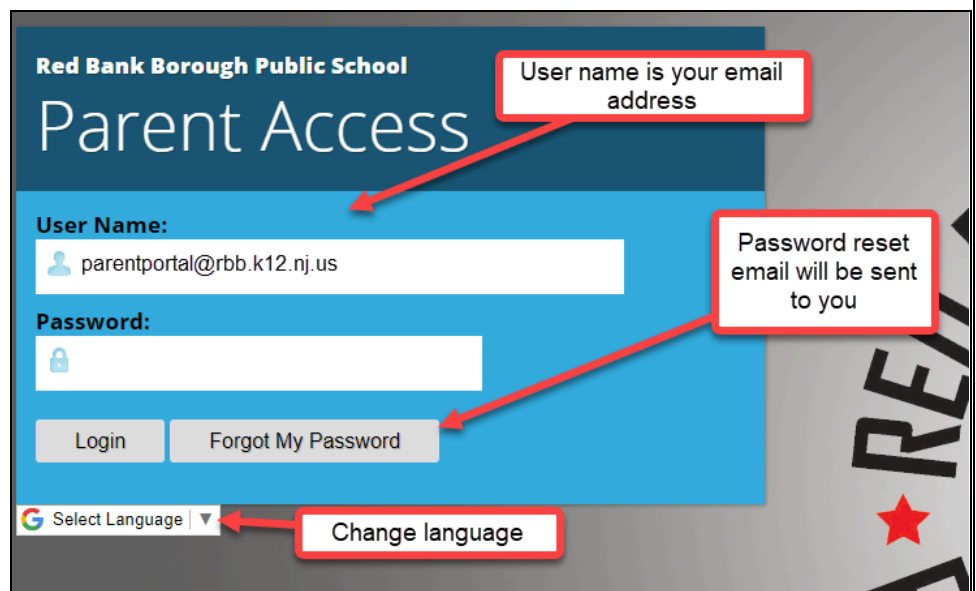 Red Bank Borough Public School
Parent Access
User name is your email
address
User Name:
parentportal@rbb.k12.nj.us
Password reset
email will be sent
to you
Password:
Login
Forgot My Password
Select Language
Change language